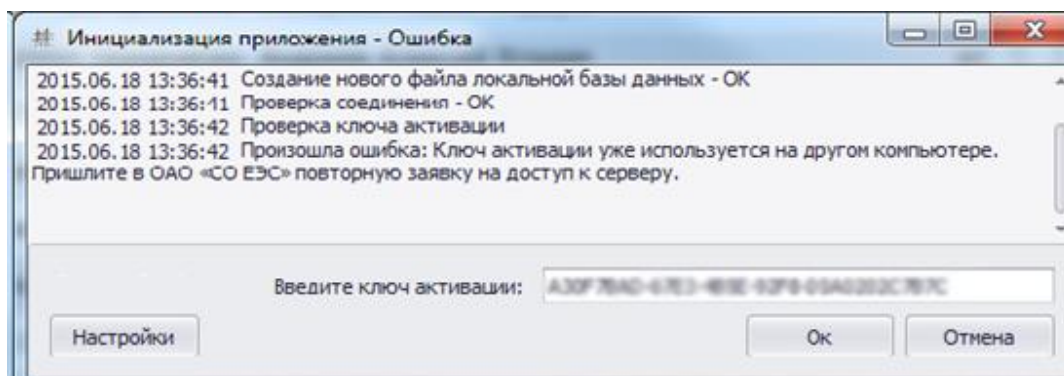 Инициализация приложения - Ошибка
2015.06.18 13:36:41 Создание нового файла локальной базы данных - ОК
2015.06.18 13:36:41 Проверка соединения - ОК
2015.06.18 13:36:42 Проверка ключа активации
2015.06.18 13:36:42 Произошла ошибка: Ключ активации уже используется на другом компьютере.
Пришлите в ОАО «СО ЕЭС» повторную заявку на доступ к серверу.
Введите ключ активации:
Настройки
Ок
Отмена